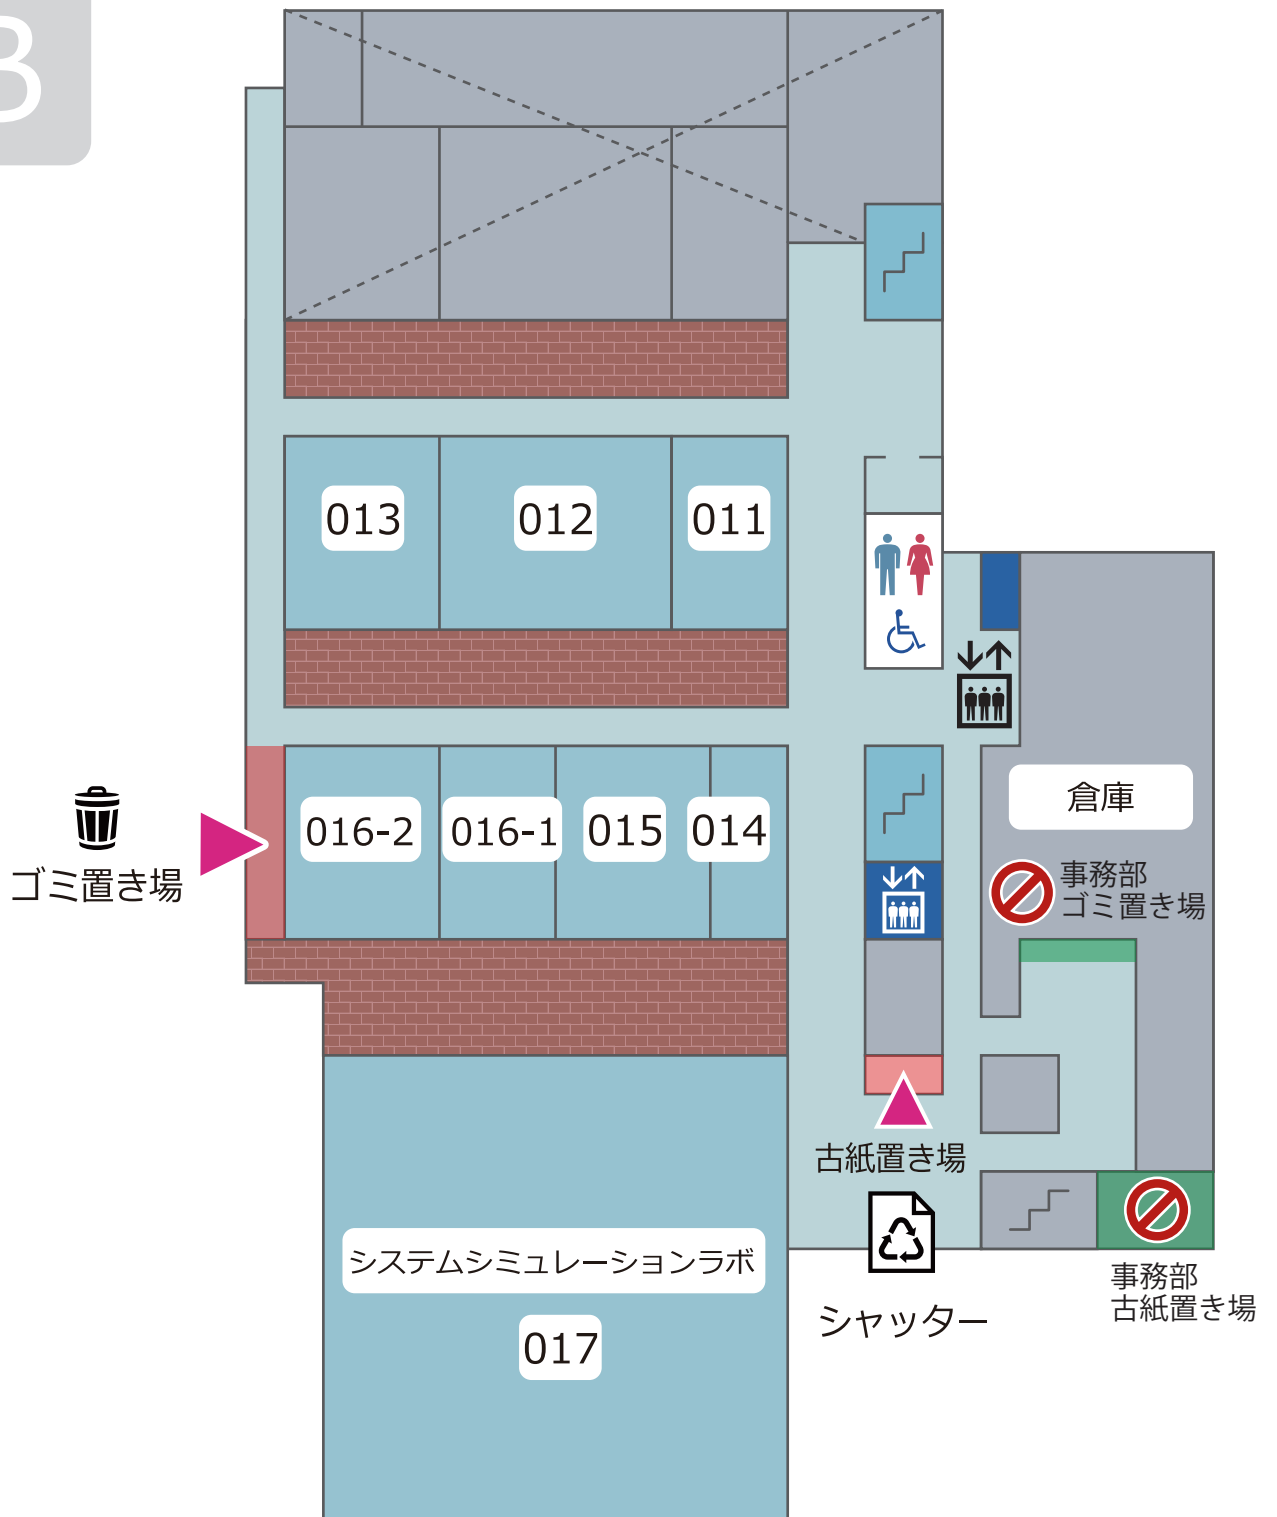 013
012
011
016-2
016-1
015
014
倉庫
ゴミ置き場
事務部
ゴミ置き場
古紙置き場
システムシミュレーションラボ
017
シャッター
事務部
古紙置き場